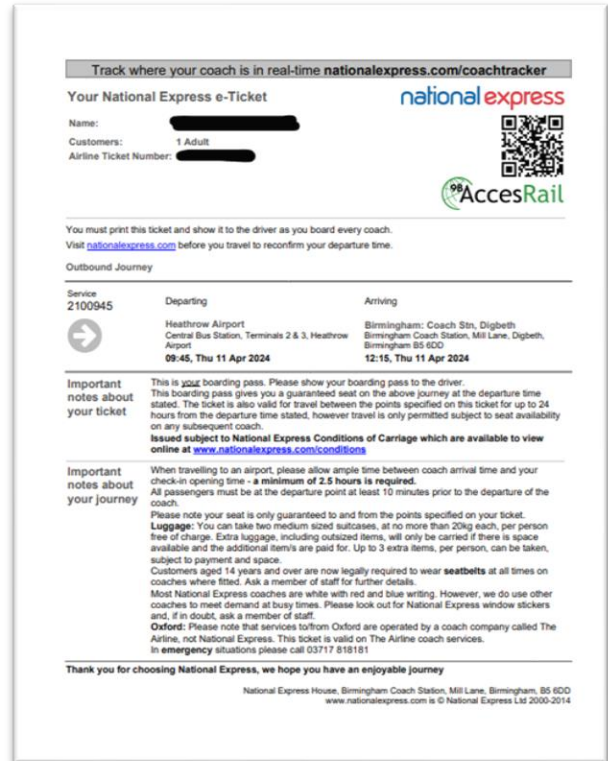 Track where your coach is in real-time nationalexpress.com/coachtracker
Your National Express e-Ticket
national express
Name:
Customers: 1 Adult
Airline Ticket Number:
9B AccesRail
You must print this ticket and show it to the driver as you board every coach.
Visit nationalexpress.com before you travel to reconfirm your departure time.
Outbound Journey
Service
2100945
Departing
Arriving
Heathrow Airport
Central Bus Station, Terminals 2 & 3, Heathrow
Airport
09:45, Thu 11 Apr 2024
Birmingham: Coach Stn, Digbeth
Birmingham Coach Station, Mill Lane, Digbeth,
Birmingham B5 6DD
12:15, Thu 11 Apr 2024
Important
notes about
your ticket
This is your boarding pass. Please show your boarding pass to the driver.
This boarding pass gives you a guaranteed seat on the above journey at the departure time
stated. The ticket is also valid for travel between the points specified on this ticket for up to 24
hours from the departure time stated, however travel is only permitted subject to seat availability
on any subsequent coach.
Issued subject to National Express Conditions of Carriage which are available to view
online at www.nationalexpress.com/conditions
Important
notes about
your journey
When travelling to an airport, please allow ample time between coach arrival time and your
check-in opening time - a minimum of 2.5 hours is required.
All passengers must be at the departure point at least 10 minutes prior to the departure of the
coach.
Please note your seat is only guaranteed to and from the points specified on your ticket.
Luggage: You can take two medium sized suitcases, at no more than 20kg each, per person
free of charge. Extra luggage, including outsized items, will only be carried if there is space
available and the additional item/s are paid for. Up to 3 extra items, per person, can be taken,
subject to payment and space.
Customers aged 14 years and over are now legally required to wear seatbelts at all times on
coaches where fitted. Ask a member of staff for further details.
Most National Express coaches are white with red and blue writing. However, we do use other
coaches to meet demand at busy times. Please look out for National Express window stickers
and, if in doubt, ask a member of staff.
Oxford: Please note that services to/from Oxford are operated by a coach company called The
Airline, not National Express. This ticket is valid on The Airline coach services.
In emergency situations please call 03717 818181
Thank you for choosing National Express, we hope you have an enjoyable journey
National Express House, Birmingham Coach Station, Mill Lane, Birmingham, B5 6DD
www.nationalexpress.com is © National Express Ltd 2000-2014